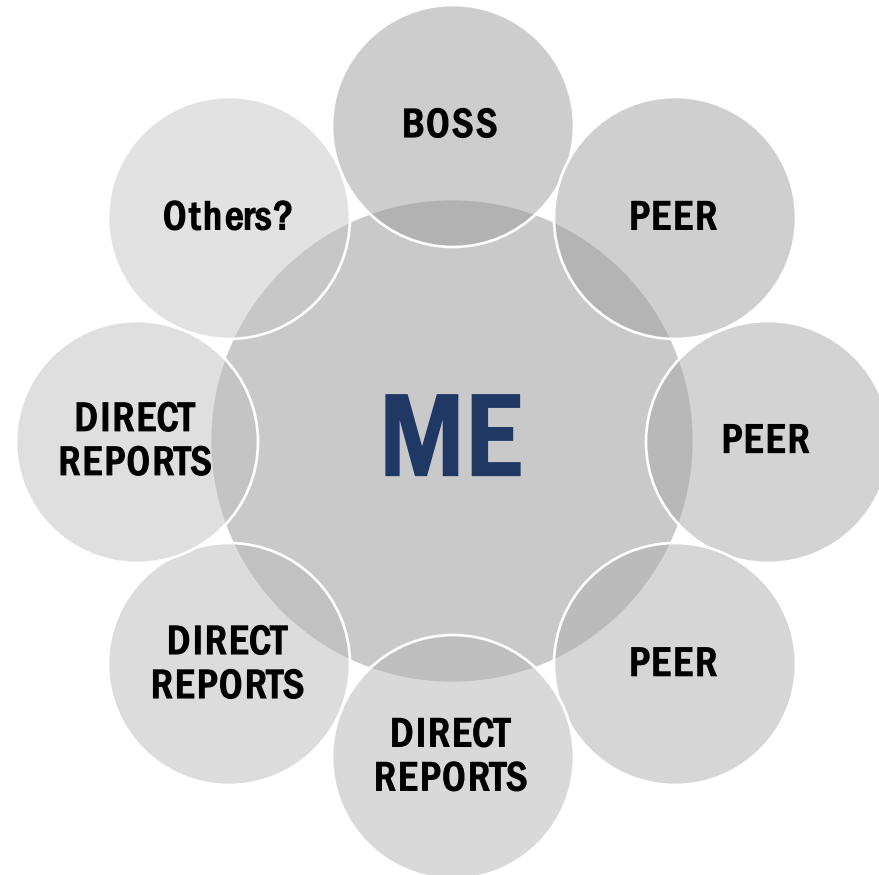 BOSS
Others?
PEER
DIRECT
REPORTS
ME
PEER
DIRECT
REPORTS
PEER
DIRECT
REPORTS